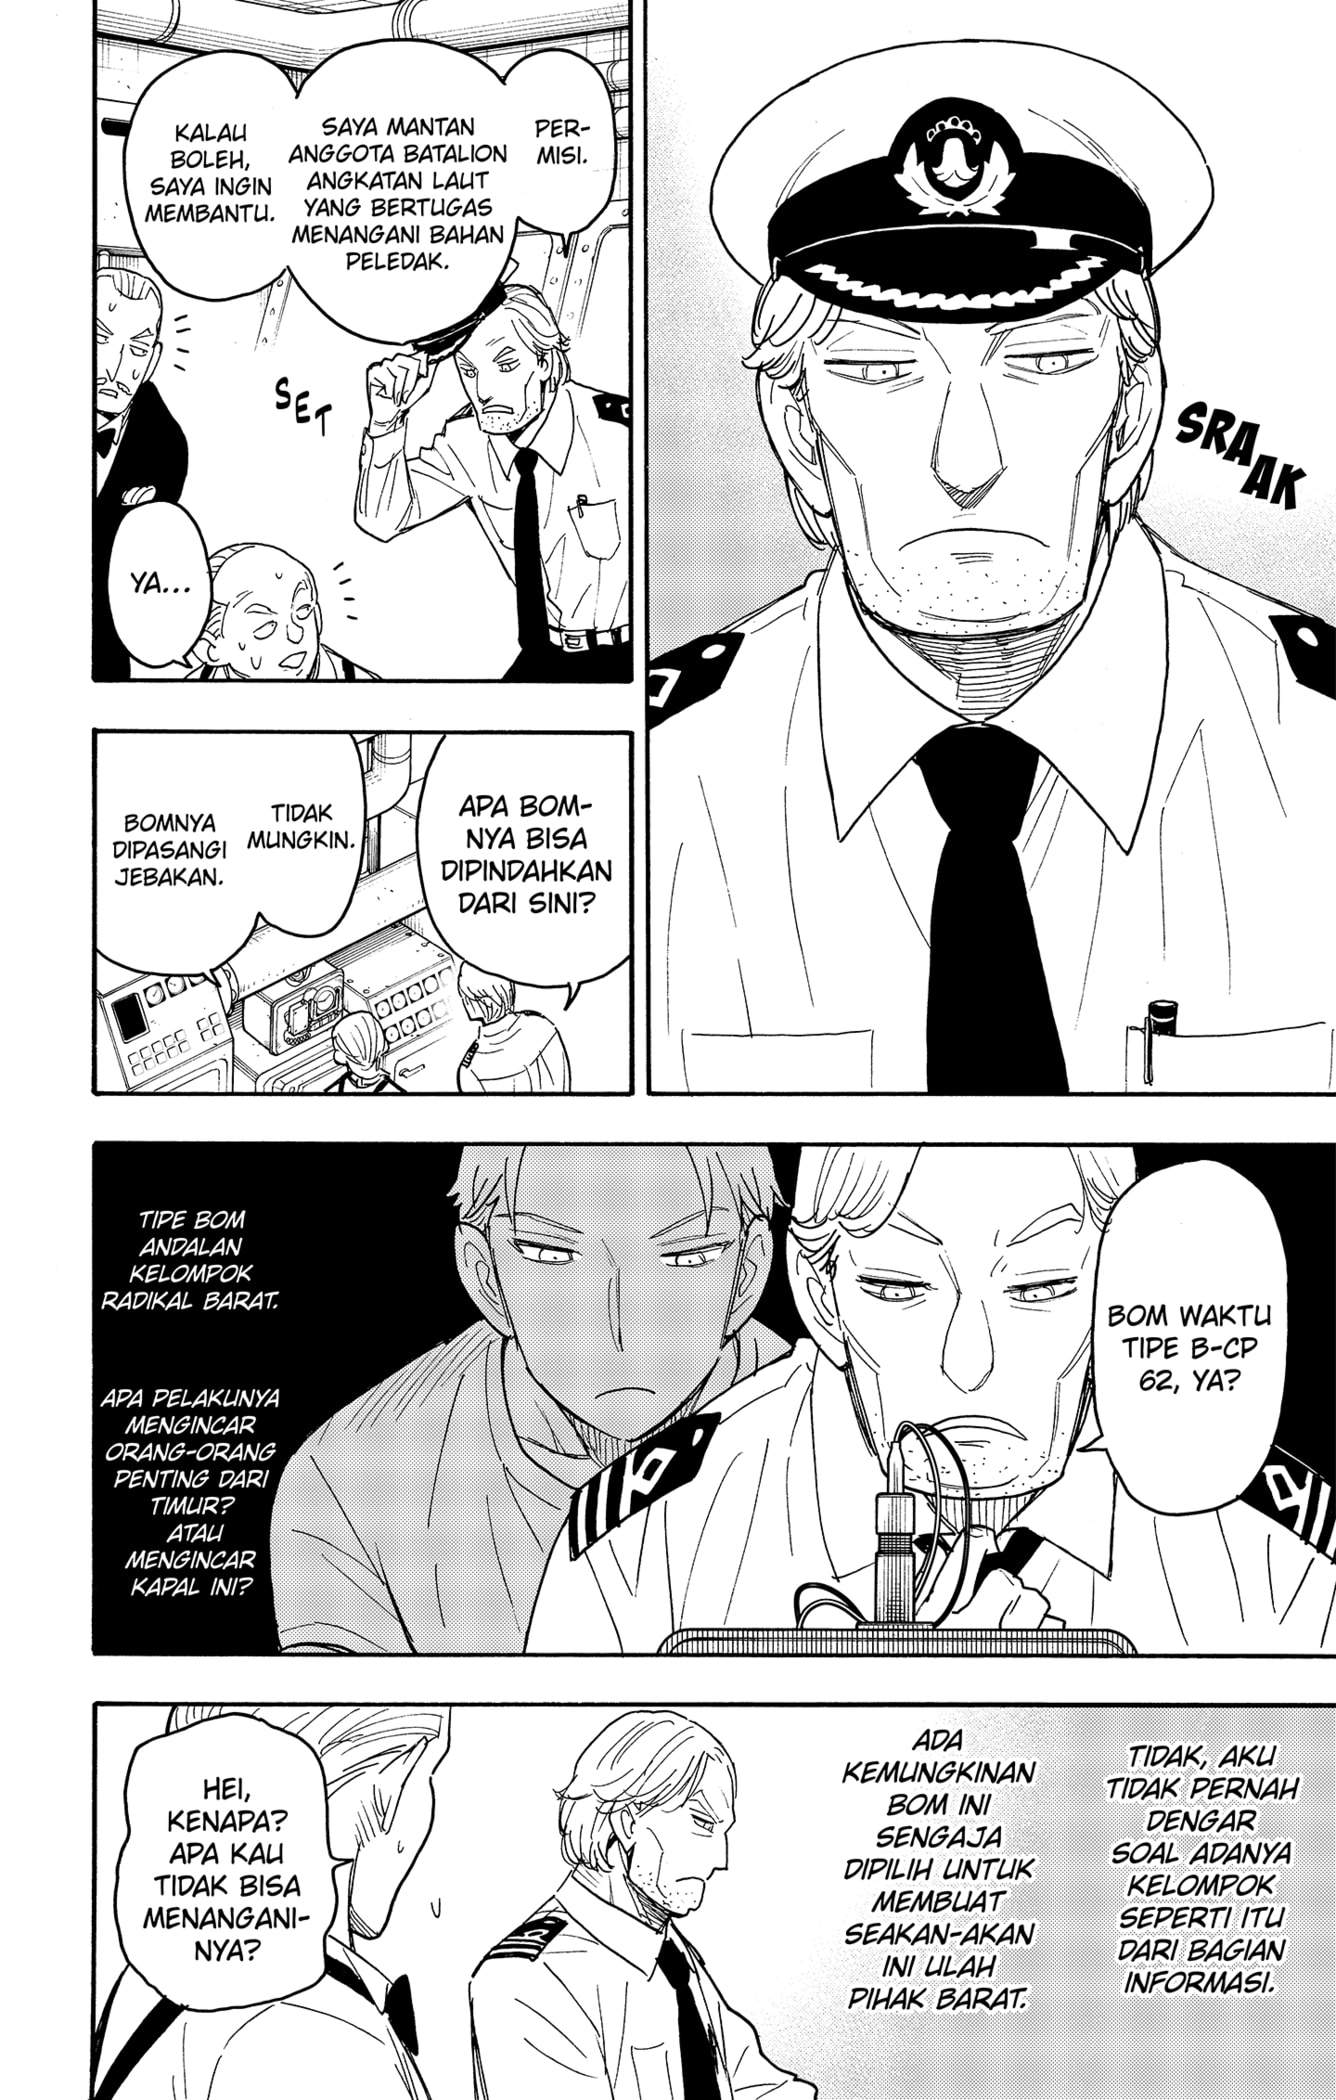 SRAAK
PER-
MISI.
SAYA MANTAN
ANGGOTA BATALION
ANGKATAN LAUT
YANG BERTUGAS
MENANGANI BAHAN
PELEDAK.
KALAU
BOLEH,
SAYA INGIN
MEMBANTU.
SET
YA...
APA BOM-
NYA BISA
DIPINDAHKAN
DARI SINI?
TIDAK
MUNGKIN.
BOMNYA
DIPASANGI
JEBAKAN.
BOM WAKTU
TIPE B-CP
62, YA?
TIPE BOM
ANDALAN
KELOMPOK
RADIKAL BARAT.
APA PELAKUNYA
MENGINCAR
ORANG-ORANG
PENTING DARI
TIMUR?
ATAU
MENGINCAR
KAPAL INI?
TIDAK, AKU
TIDAK PERNAH
DENGAR
SOAL ADANYA
KELOMPOK
SEPERTI ITU
DARI BAGIAN
INFORMASI.
ADA
KEMUNGKINAN
BOM INI
SENGAJA
DIPILIH UNTUK
MEMBUAT
SEAKAN-AKAN
INI ULAH
PIHAK BARAT.
HEI,
KENAPA?
APA KAU
TIDAK BISA
MENANGANI-
NYA?